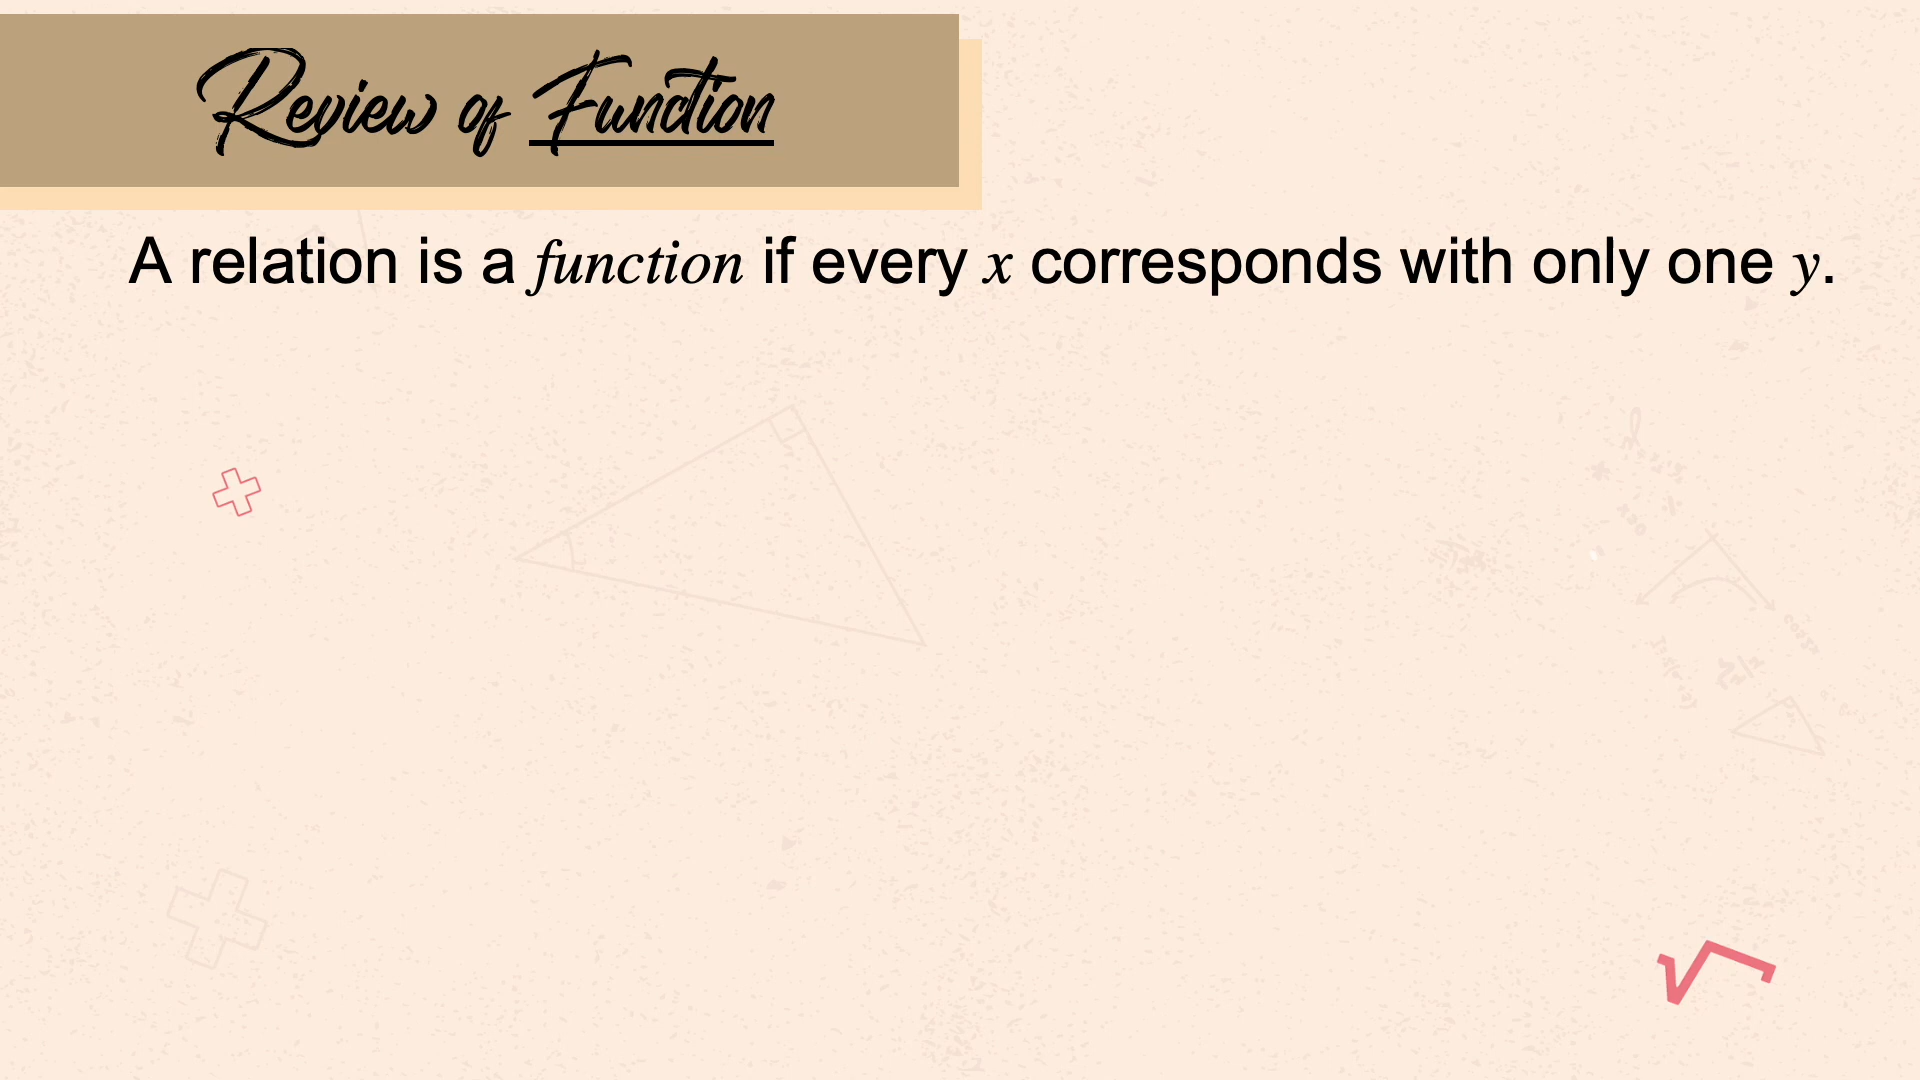 Review of Function
A relation is a function if every x corresponds with only one y.